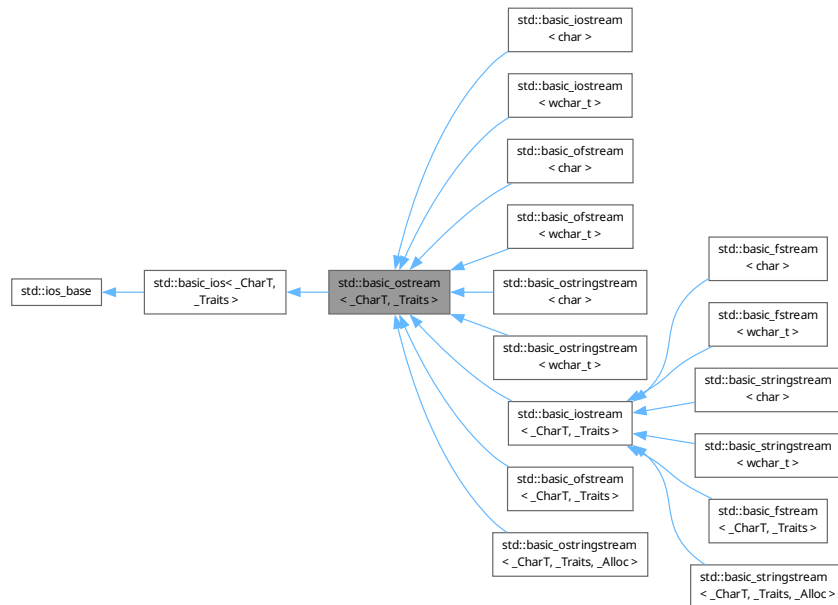 std::ios_base
std::basic_ios< _CharT,
_Traits >
std::basic_ostream
< _CharT, _Traits >
std::basic_iostream
< char >
std::basic_iostream
< wchar_t >
std::basic_ofstream
< char >
std::basic_ofstream
< wchar_t >
std::basic_ostringstream
< char >
std::basic_ostringstream
< wchar_t >
std::basic_iostream
< _CharT, _Traits >
std::basic_ofstream
< _CharT, _Traits >
std::basic_ostringstream
< _CharT, _Traits, _Alloc >
std::basic_fstream
< char >
std::basic_fstream
< wchar_t >
std::basic_stringstream
< char >
std::basic_stringstream
< wchar_t >
std::basic_fstream
< _CharT, _Traits >
std::basic_stringstream
< _CharT, _Traits, _Alloc >